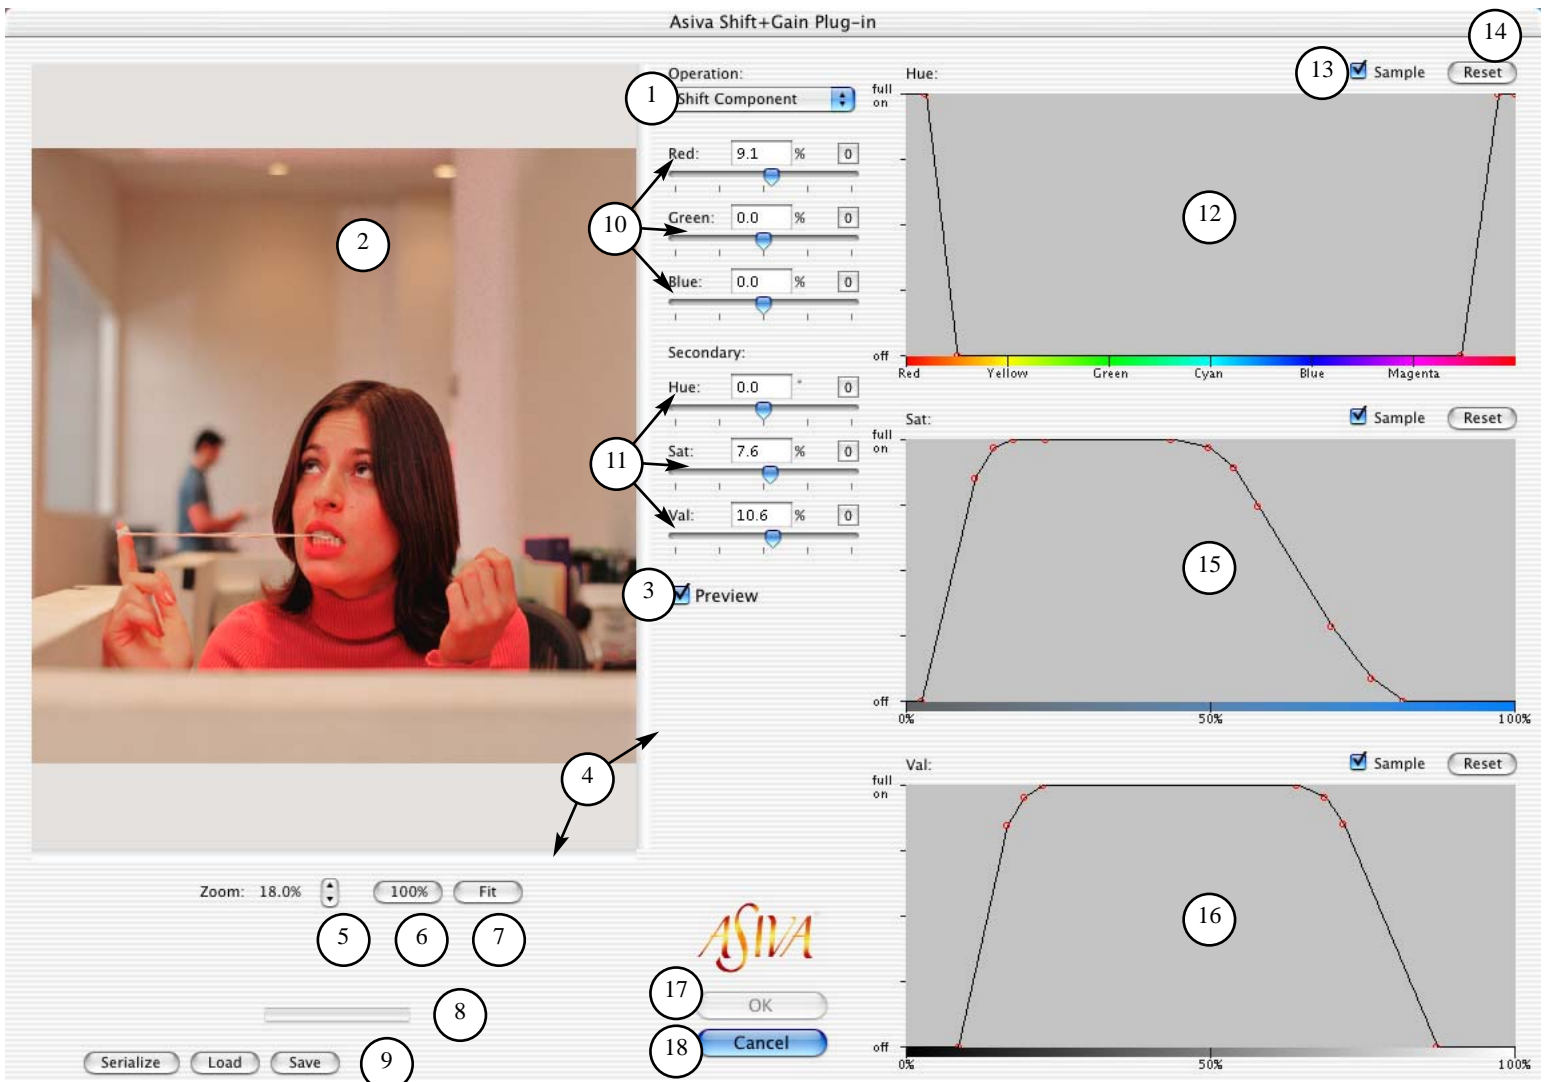 Asiva Shift+Gain Plug-in
14
Operation:
Hue:
13
Sample
Reset
1
Shift Component
full
on
Red:
9.1
%
0
10
Green:
0.0
%
0
2
12
Blue:
0.0
%
0
Secondary:
off
Red
Yellow
Green
Cyan
Blue
Magenta
Hue:
0.0
°
0
Sat:
Sample
Reset
full
on
11
Sat:
7.6
%
0
Val:
10.6
%
0
15
3
Preview
off
0%
50%
100%
4
Val:
Sample
Reset
full
on
Zoom: 18.0%
100%
Fit
5
6
7
ASIVA
16
17
OK
8
18
Cancel
Serialize
Load
Save
9
off
0%
50%
100%